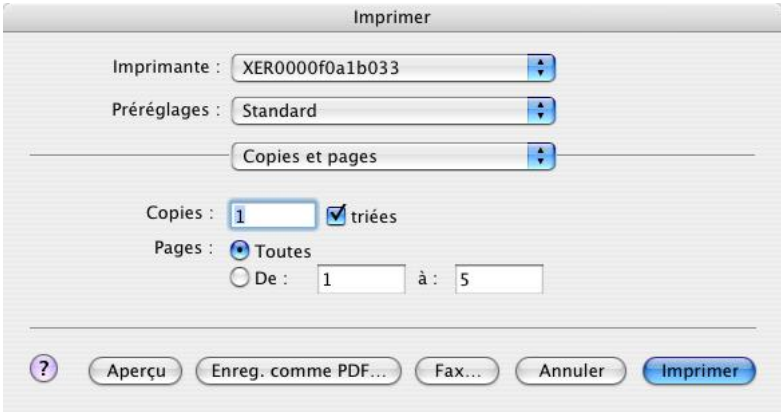 Imprimer
Imprimante : XER0000f0a1b033
Préréglages : Standard
Copies et pages
Copies : 1 triées
Pages : Toutes
De : 1 à : 5
? Aperçu Enreg. comme PDF... Fax... Annuler Imprimer